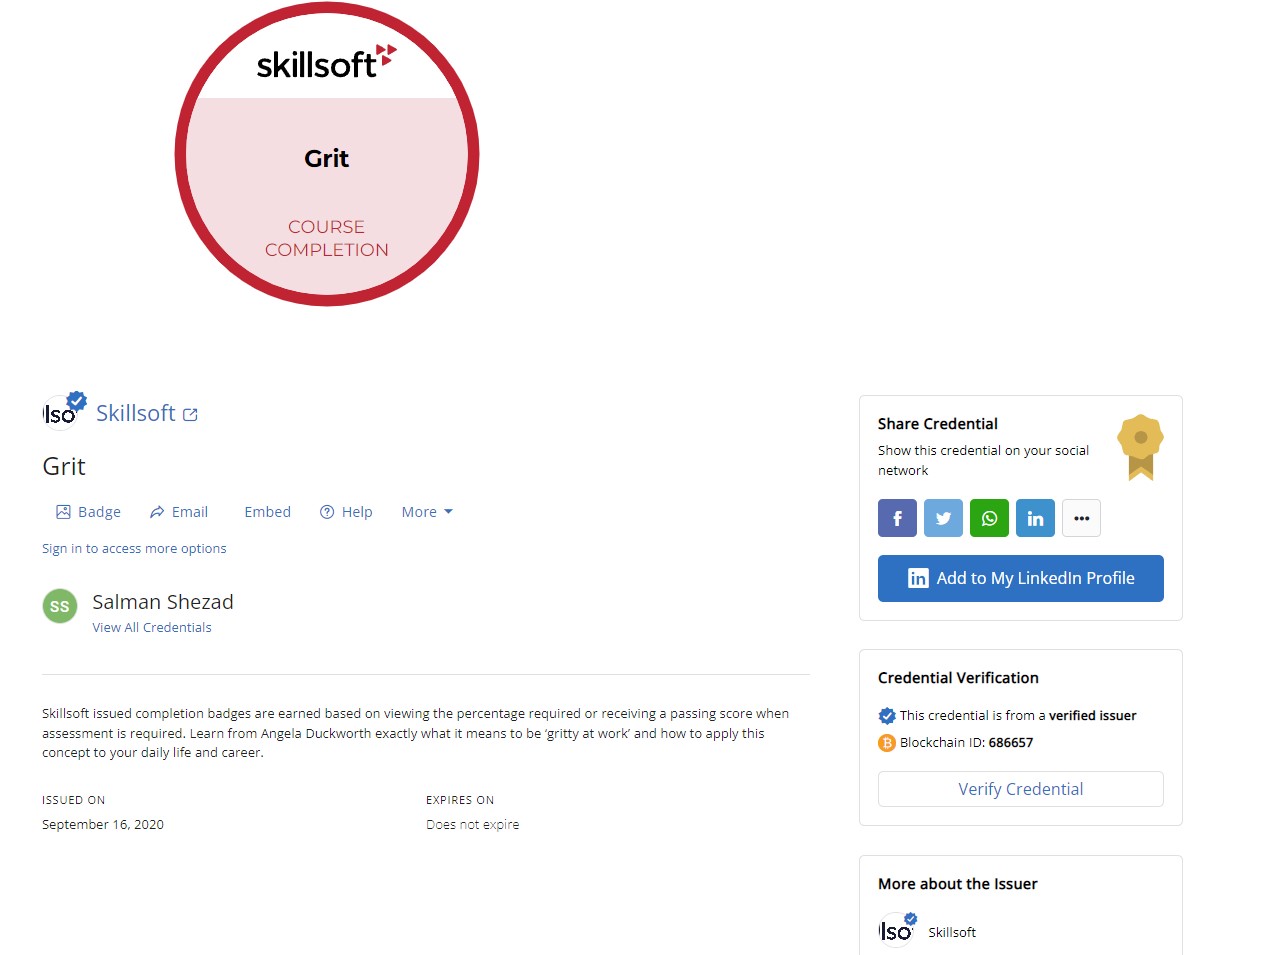 skillsoft
Grit
COURSE
COMPLETION
lso
Skillsoft
Grit
Badge Email Embed Help More
Sign in to access more options
SS
Salman Shezad
View All Credentials
Skillsoft issued completion badges are earned based on viewing the percentage required or receiving a passing score when
assessment is required. Learn from Angela Duckworth exactly what it means to be ‘gritty at work’ and how to apply this
concept to your daily life and career.
ISSUED ON
September 16, 2020
EXPIRES ON
Does not expire
Share Credential
Show this credential on your social
network
in Add to My LinkedIn Profile
Credential Verification
This credential is from a verified issuer
Blockchain ID: 686657
Verify Credential
More about the Issuer
lso
Skillsoft